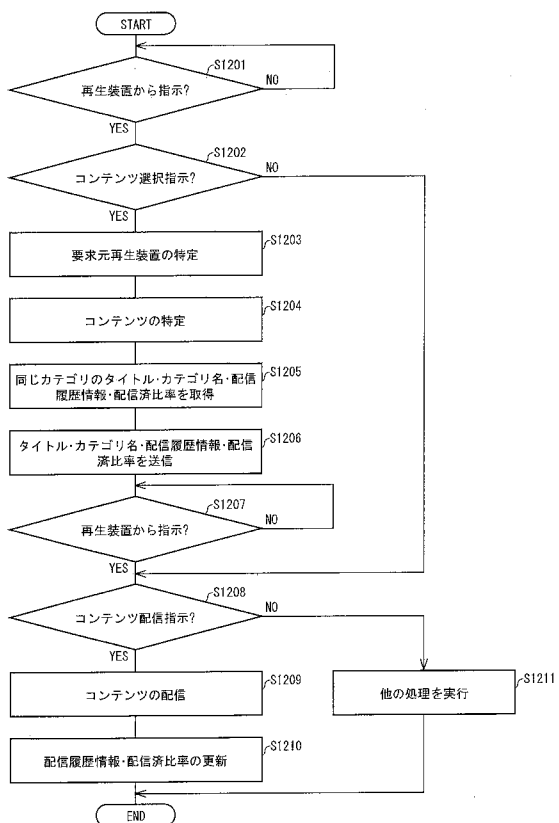 START
S1201
再生装置から指示?
NO
YES
S1202
コンテンツ選択指示?
NO
YES
S1203
要求元再生装置の特定
S1204
コンテンツの特定
S1205
同じカテゴリのタイトル・カテゴリ名・配信
履歴情報・配信済比率を取得
S1206
タイトル・カテゴリ名・配信履歴情報・配信
済比率を送信
S1207
再生装置から指示?
NO
YES
S1208
コンテンツ配信指示?
NO
YES
S1209
コンテンツの配信
S1211
他の処理を実行
S1210
配信履歴情報・配信済比率の更新
END